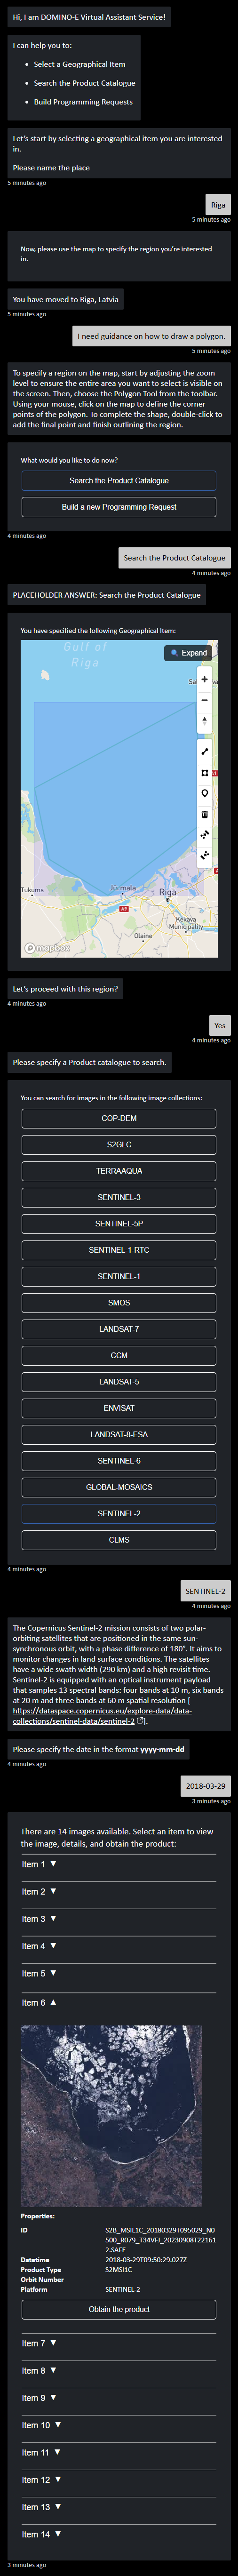 Hi, I am DOMINO-E Virtual Assistant Service!
I can help you to:
• Select a Geographical Item
• Search the Product Catalogue
• Build Programming Requests
Let's start by selecting a geographical item you are interested
in.
Please name the place
5 minutes ago
Riga
5 minutes ago
Now, please use the map to specify the region you're interested
in.
You have moved to Riga, Latvia
5 minutes ago
I need guidance on how to draw a polygon.
5 minutes ago
To specify a region on the map, start by adjusting the zoom
level to ensure the entire area you want to select is visible on
the screen. Then, choose the Polygon Tool from the toolbar.
Using your mouse, click on the map to define the corner
points of the polygon. To complete the shape, double-click to
add the final point and finish outlining the region.
What would you like to do now?
Search the Product Catalogue
Build a new Programming Request
4 minutes ago
Search the Product Catalogue
4 minutes ago
PLACEHOLDER ANSWER: Search the Product Catalogue
You have specified the following Geographical Item:
Gulf of
Riga
Expand
Tukums
Jūrmala
Riga
Ķekava
Municipality
Olaine
mapbox
Let's proceed with this region?
4 minutes ago
Yes
4 minutes ago
Please specify a Product catalogue to search.
You can search for images in the following image collections:
COP-DEM
S2GLC
TERRAAQUA
SENTINEL-3
SENTINEL-5P
SENTINEL-1-RTC
SENTINEL-1
SMOS
LANDSAT-7
CCM
LANDSAT-5
ENVISAT
LANDSAT-8-ESA
SENTINEL-6
GLOBAL-MOSAICS
SENTINEL-2
CLMS
4 minutes ago
SENTINEL-2
4 minutes ago
The Copernicus Sentinel-2 mission consists of two polar-
orbiting satellites that are positioned in the same sun-
synchronous orbit, with a phase difference of 180°. It aims to
monitor changes in land surface conditions. The satellites
have a wide swath width (290 km) and a high revisit time.
Sentinel-2 is equipped with an optical instrument payload
that samples 13 spectral bands: four bands at 10 m, six bands
at 20 m and three bands at 60 m spatial resolution [
https://dataspace.copernicus.eu/explore-data/data-
collections/sentinel-data/sentinel-2 ].
Please specify the date in the format yyyy-mm-dd
4 minutes ago
2018-03-29
3 minutes ago
There are 14 images available. Select an item to view
the image, details, and obtain the product:
Item 1 ▼
Item 2 ▼
Item 3 ▼
Item 4 ▼
Item 5 ▼
Item 6 ▲
Properties:
ID S2B_MSIL1C_20180329T095029_N0
500_R079_T34VFJ_20230908T22161
2.SAFE
Datetime 2018-03-29T09:50:29.027Z
Product Type S2MSI1C
Orbit Number
Platform SENTINEL-2
Obtain the product
Item 7 ▼
Item 8 ▼
Item 9 ▼
Item 10 ▼
Item 11 ▼
Item 12 ▼
Item 13 ▼
Item 14 ▼
3 minutes ago